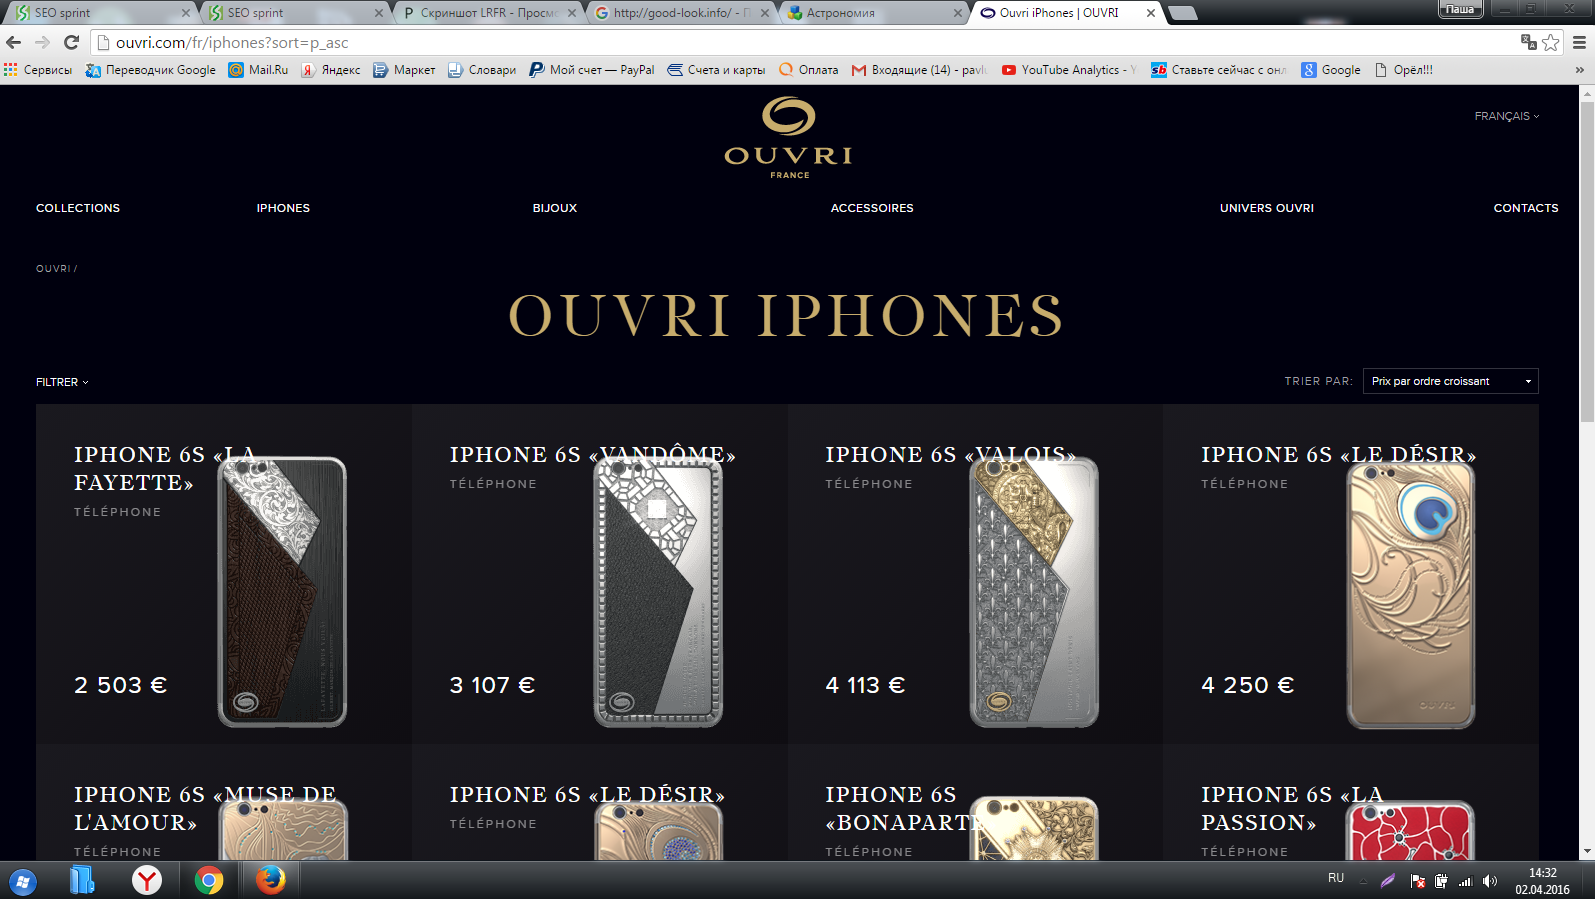 SEO sprint
SEO sprint
Скриншот LRFR - Просмо
http://good-look.info/ - П
Астрономия
Ouvri iPhones | OUVRI
Паша
ouvri.com/fr/iphones?sort=p_asc
Сервисы
Переводчик Google
Mail.Ru
Яндекс
Маркет
Словари
Мой счет — PayPal
Счета и карты
Оплата
Входящие (14) - pavlu
YouTube Analytics - Y
Ставьте сейчас с онл
Google
Орёл!!!
FRANÇAIS
OUVRI
FRANCE
COLLECTIONS
IPHONES
BIJOUX
ACCESSOIRES
UNIVERS OUVRI
CONTACTS
OUVRI /
OUVRI IPHONES
FILTRER
TRIER PAR:
Prix par ordre croissant
IPHONE 6S «LA
FAYETTE»
TÉLÉPHONE
2 503 €
IPHONE 6S «VANDÔME»
TÉLÉPHONE
3 107 €
IPHONE 6S «VALOIS»
TÉLÉPHONE
4 113 €
IPHONE 6S «LE DÉSIR»
TÉLÉPHONE
OUVRI
4 250 €
IPHONE 6S «MUSE DE
L'AMOUR»
TÉLÉPHONE
IPHONE 6S «LE DÉSIR»
TÉLÉPHONE
IPHONE 6S
«BONAPARTE»
TÉLÉPHONE
IPHONE 6S «LA
PASSION»
TÉLÉPHONE
RU
14:32
02.04.2016